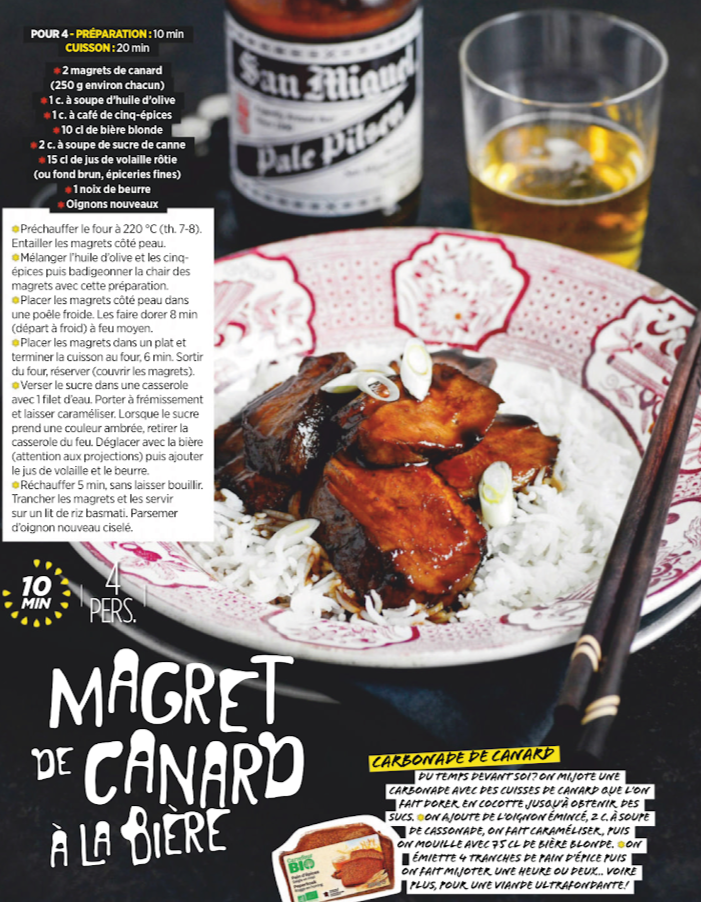 POUR 4 - PRÉPARATION : 10 min
CUISSON : 20 min
2 magrets de canard
(250 g environ chacun)
1 c. à soupe d'huile d'olive
1 c. à café de cinq-épices
10 cl de bière blonde
2 c. à soupe de sucre de canne
15 cl de jus de volaille rôtie
(ou fond brun, épiceries fines)
1 noix de beurre
Oignons nouveaux
San Miguel
Pale Pilsen
Préchauffer le four à 220 °C (th. 7-8).
Entailler les magrets côté peau.
Mélanger l'huile d'olive et les cinq-
épices puis badigeonner la chair des
magrets avec cette préparation.
Placer les magrets côté peau dans
une poêle froide. Les faire dorer 8 min
(départ à froid) à feu moyen.
Placer les magrets dans un plat et
terminer la cuisson au four, 6 min. Sortir
du four, réserver (couvrir les magrets).
Verser le sucre dans une casserole
avec 1 filet d'eau. Porter à frémissement
et laisser caraméliser. Lorsque le sucre
prend une couleur ambrée, retirer la
casserole du feu. Déglacer avec la bière
(attention aux projections) puis ajouter
le jus de volaille et le beurre.
Réchauffer 5 min, sans laisser bouillir.
Trancher les magrets et les servir
sur un lit de riz basmati. Parsemer
d'oignon nouveau ciselé.
10
MIN
4
PERS.
MAGRET
DE CANARD
À LA BIÈRE
CARBONADE DE CANARD
DU TEMPS DEVANT SOI ? ON MIJOTE UNE
CARBONADE AVEC DES CUISSES DE CANARD QUE L'ON
FAIT DORER EN COCOTTE JUSQU'À OBTENIR DES
SUCS. ON AJOUTE DE L'OIGNON ÉMINCÉ, 2 C. À SOUPE
DE CASSONADE, ON FAIT CARAMÉLISER, PUIS
ON MOUILLE AVEC 75 CL DE BIÈRE BLONDE. ON
ÉMIETTE 4 TRANCHES DE PAIN D'ÉPICE PUIS
ON FAIT MIJOTER UNE HEURE OU DEUX... VOIRE
PLUS, POUR UNE VIANDE ULTRAFONDANTE !
Carrefour
BIO
Pain d'épices